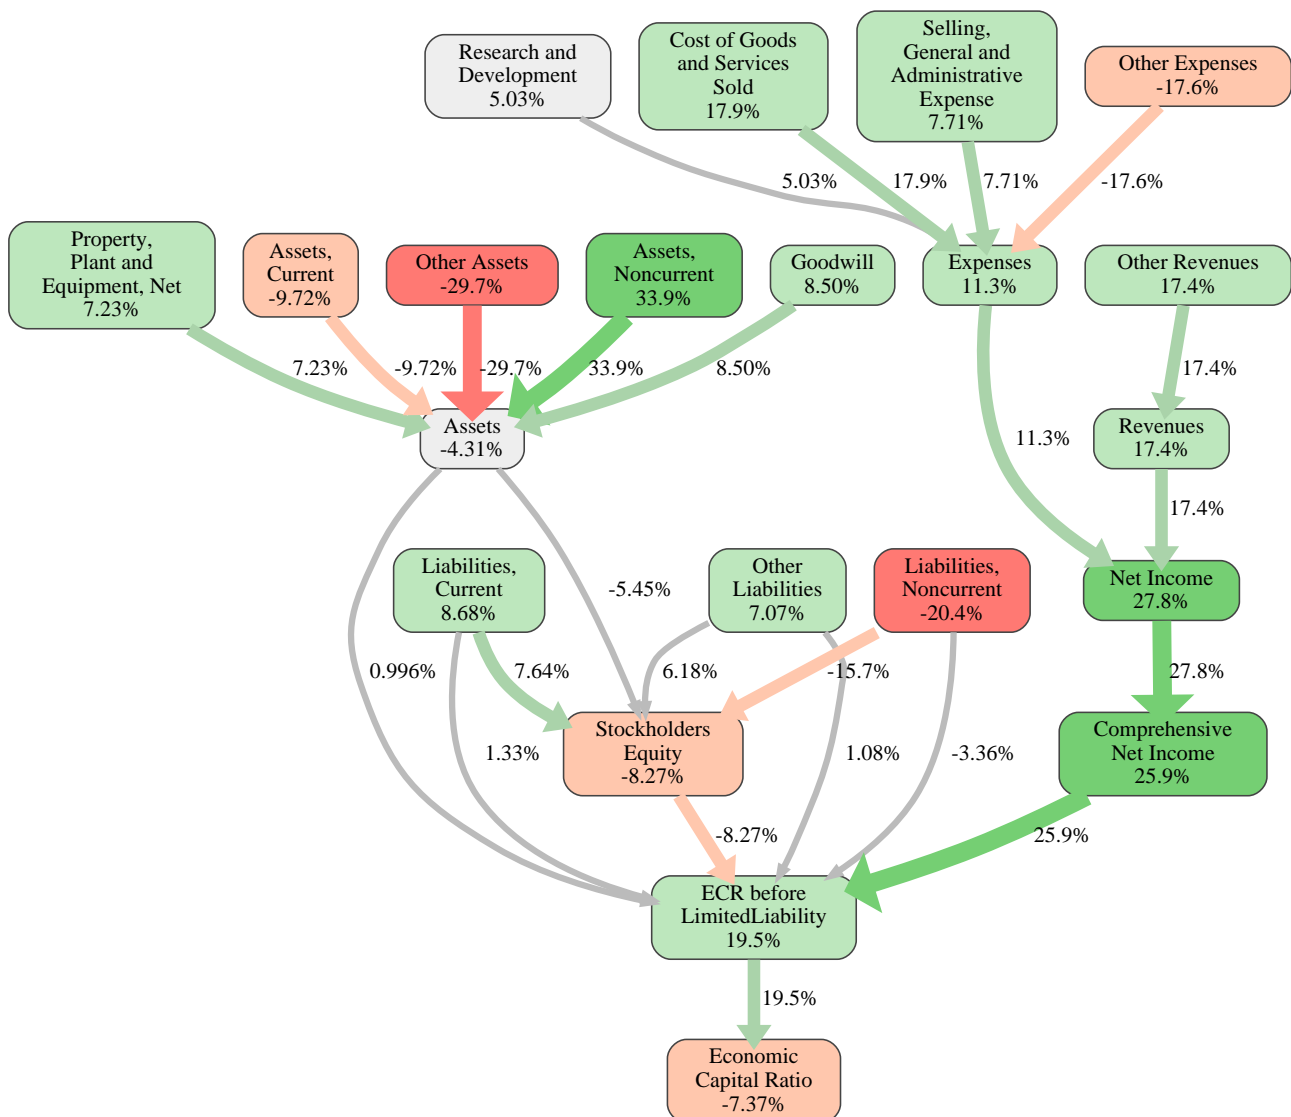 Research and
Development
5.03%
Cost of Goods
and Services
Sold
17.9%
Selling,
General and
Administrative
Expense
7.71%
Other Expenses
-17.6%
5.03%
17.9%
7.71%
-17.6%
Property,
Plant and
Equipment, Net
7.23%
Assets,
Current
-9.72%
Other Assets
-29.7%
Assets,
Noncurrent
33.9%
Goodwill
8.50%
Expenses
11.3%
Other Revenues
17.4%
7.23%
-9.72%
-29.7%
33.9%
8.50%
17.4%
Assets
-4.31%
11.3%
Revenues
17.4%
17.4%
Liabilities,
Current
8.68%
-5.45%
Other
Liabilities
7.07%
Liabilities,
Noncurrent
-20.4%
Net Income
27.8%
0.996%
7.64%
6.18%
-15.7%
27.8%
Stockholders
Equity
-8.27%
Comprehensive
Net Income
25.9%
1.33%
1.08%
-3.36%
-8.27%
25.9%
ECR before
LimitedLiability
19.5%
19.5%
Economic
Capital Ratio
-7.37%